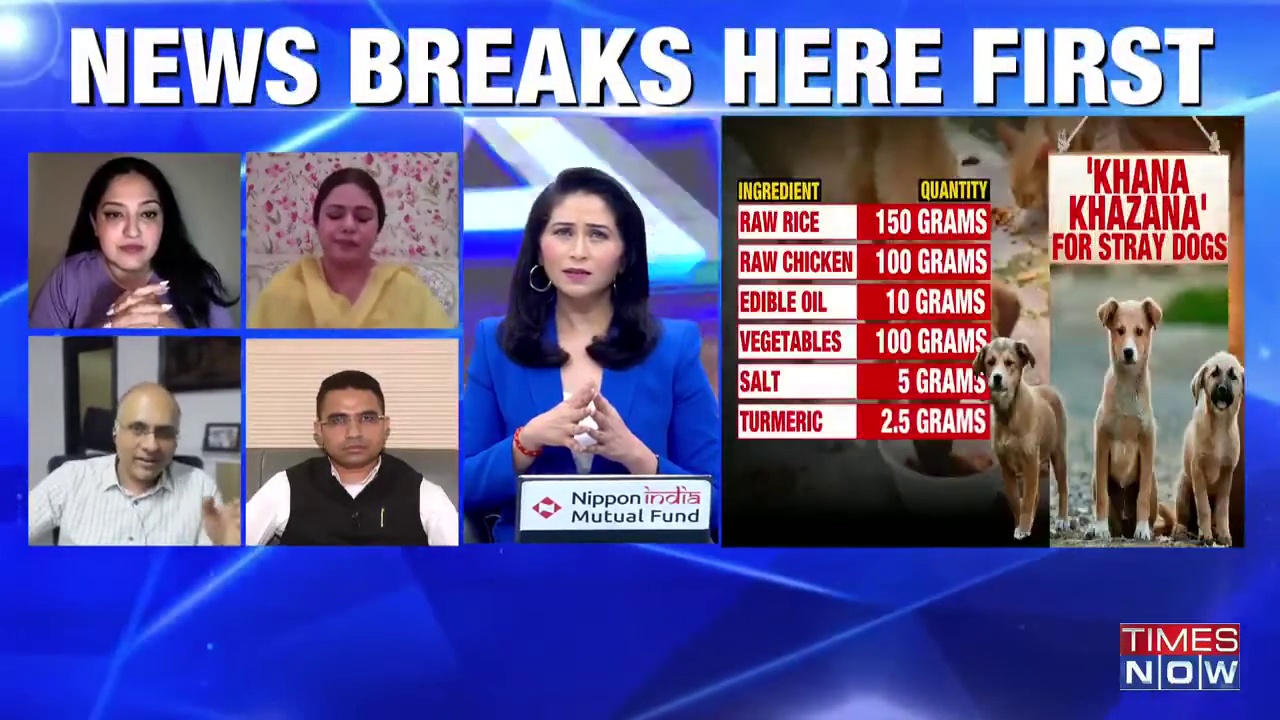 NEWS BREAKS HERE FIRST
INGREDIENT QUANTITY
RAW RICE 150 GRAMS
RAW CHICKEN 100 GRAMS
EDIBLE OIL 10 GRAMS
VEGETABLES 100 GRAMS
SALT 5 GRAMS
TURMERIC 2.5 GRAMS
'KHANA
KHAZANA'
FOR STRAY DOGS
Nippon india
Mutual Fund
TIMES
NOW